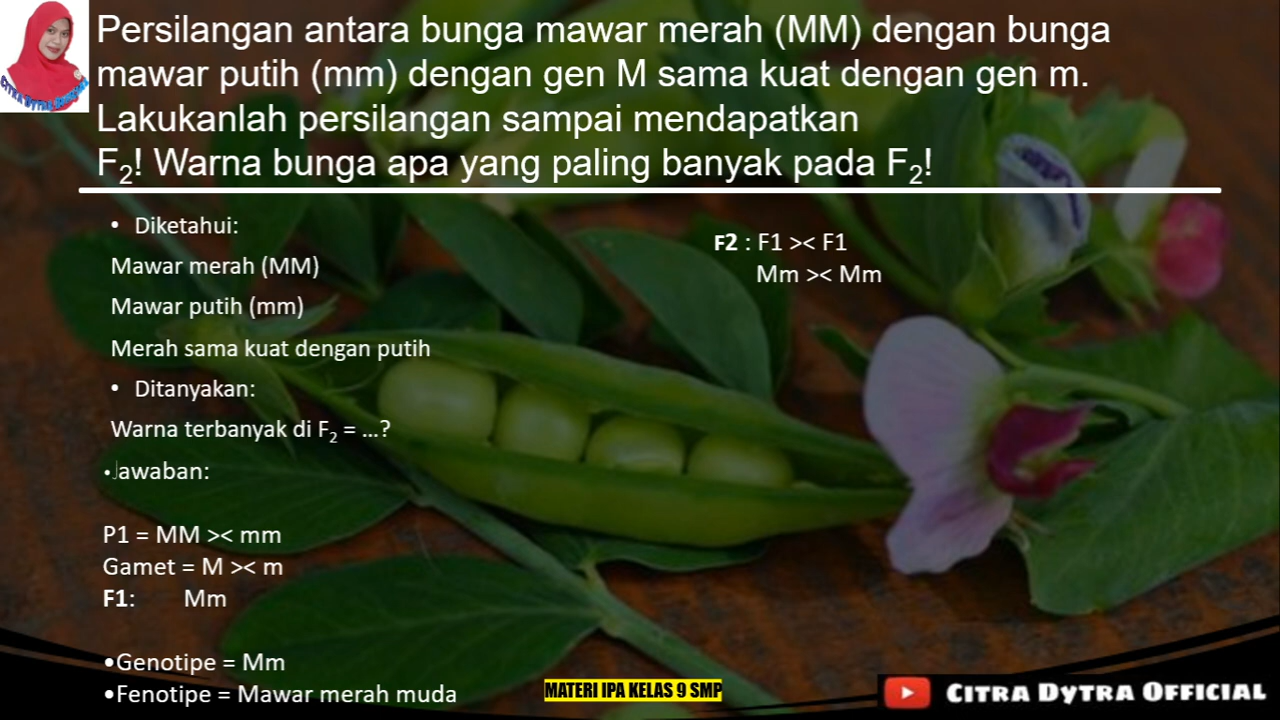 Persilangan antara bunga mawar merah (MM) dengan bunga
mawar putih (mm) dengan gen M sama kuat dengan gen m.
Lakukanlah persilangan sampai mendapatkan
F₂! Warna bunga apa yang paling banyak pada F₂!
• Diketahui:
Mawar merah (MM)
Mawar putih (mm)
Merah sama kuat dengan putih
• Ditanyakan:
Warna terbanyak di F₂ = ...?
• Jawaban:
P1 = MM >< mm
Gamet = M >< m
F1: Mm
•Genotipe = Mm
•Fenotipe = Mawar merah muda
F2 : F1 >< F1
Mm >< Mm
MATERI IPA KELAS 9 SMP
CITRA DYTRA OFFICIAL